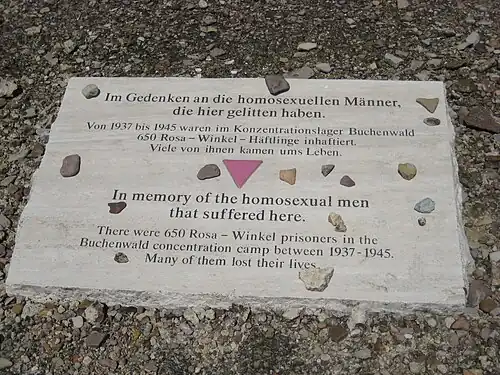 Im Gedenken an die homosexuellen Männer,
die hier gelitten haben.
Von 1937 bis 1945 waren im Konzentrationslager Buchenwald
650 Rosa – Winkel – Häftlinge inhaftiert.
Viele von ihnen kamen ums Leben.
In memory of the homosexual men
that suffered here.
There were 650 Rosa – Winkel prisoners in the
Buchenwald concentration camp between 1937-1945.
Many of them lost their lives.